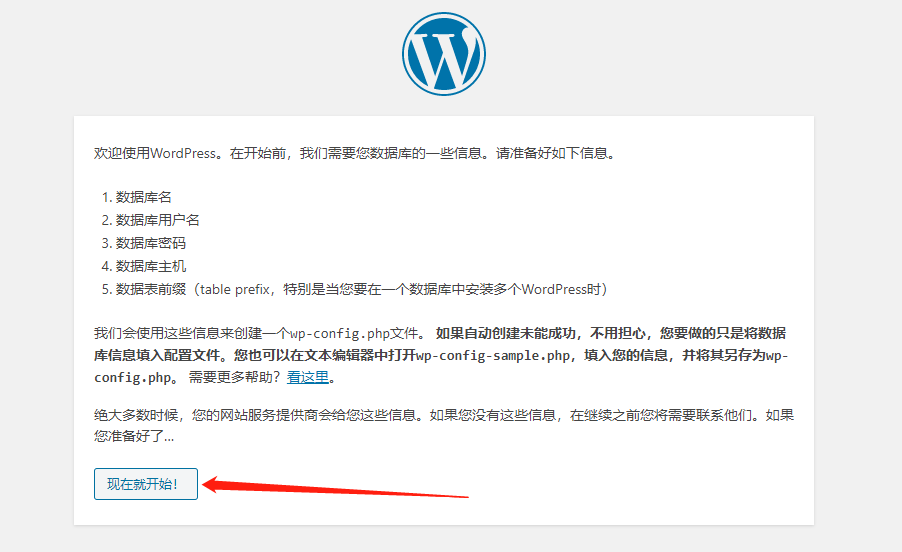 欢迎使用WordPress。在开始前，我们需要您数据库的一些信息。请准备好如下信息。
1. 数据库名
2. 数据库用户名
3. 数据库密码
4. 数据库主机
5. 数据表前缀（table prefix，特别是当您要在一个数据库中安装多个WordPress时）
我们会使用这些信息来创建一个wp-config.php文件。 如果自动创建未能成功，不用担心，您要做的只是将数据
库信息填入配置文件。您也可以在文本编辑器中打开wp-config-sample.php，填入您的信息，并将其另存为wp-
config.php。 需要更多帮助？看这里。
绝大多数时候，您的网站服务提供商会给您这些信息。如果您没有这些信息，在继续之前您将需要联系他们。如果
您准备好了…
现在就开始！